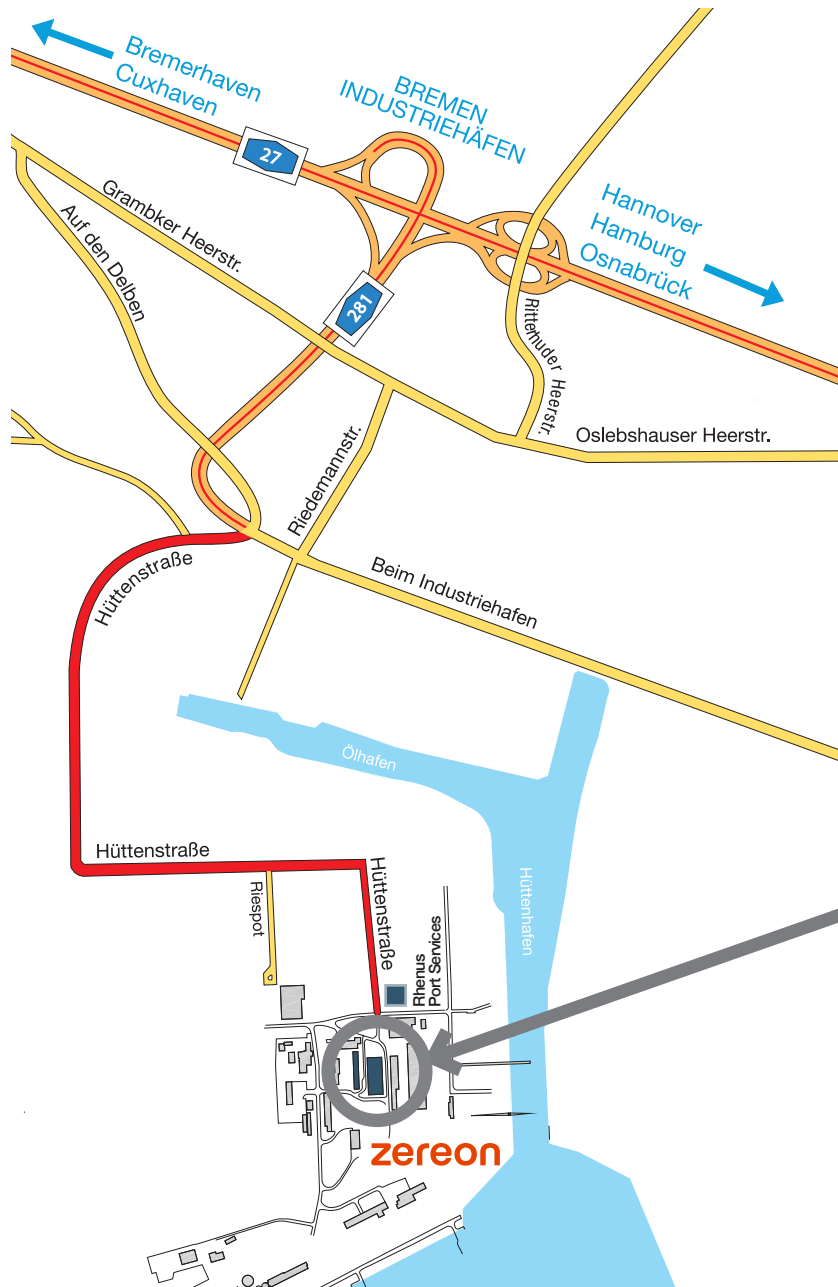 Bremerhaven
Cuxhaven
BREMEN
INDUSTRIEHÄFEN
27
Hannover
Hamburg
Osnabrück
Grambker Heerstr.
Auf den Delben
281
Ritterhuder Heerstr.
Oslebshauser Heerstr.
Riedemannstr.
Hüttenstraße
Beim Industriehafen
Ölhafen
Hüttenstraße
Hüttenstraße
Riespot
Hüttenhafen
Rhenus
Port Services
zereon